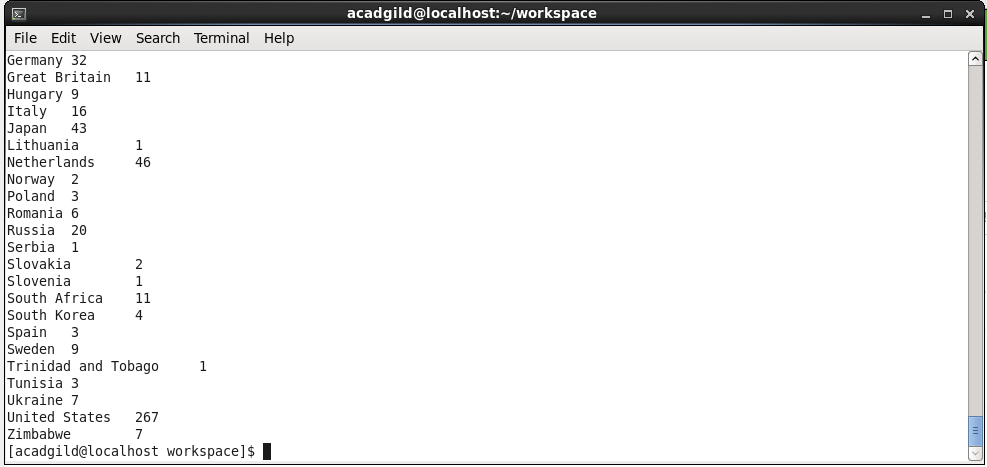 acadgild@localhost:~/workspace
File Edit View Search Terminal Help
Germany 32
Great Britain 11
Hungary 9
Italy 16
Japan 43
Lithuania 1
Netherlands 46
Norway 2
Poland 3
Romania 6
Russia 20
Serbia 1
Slovakia 2
Slovenia 1
South Africa 11
South Korea 4
Spain 3
Sweden 9
Trinidad and Tobago 1
Tunisia 3
Ukraine 7
United States 267
Zimbabwe 7
[acadgild@localhost workspace]$